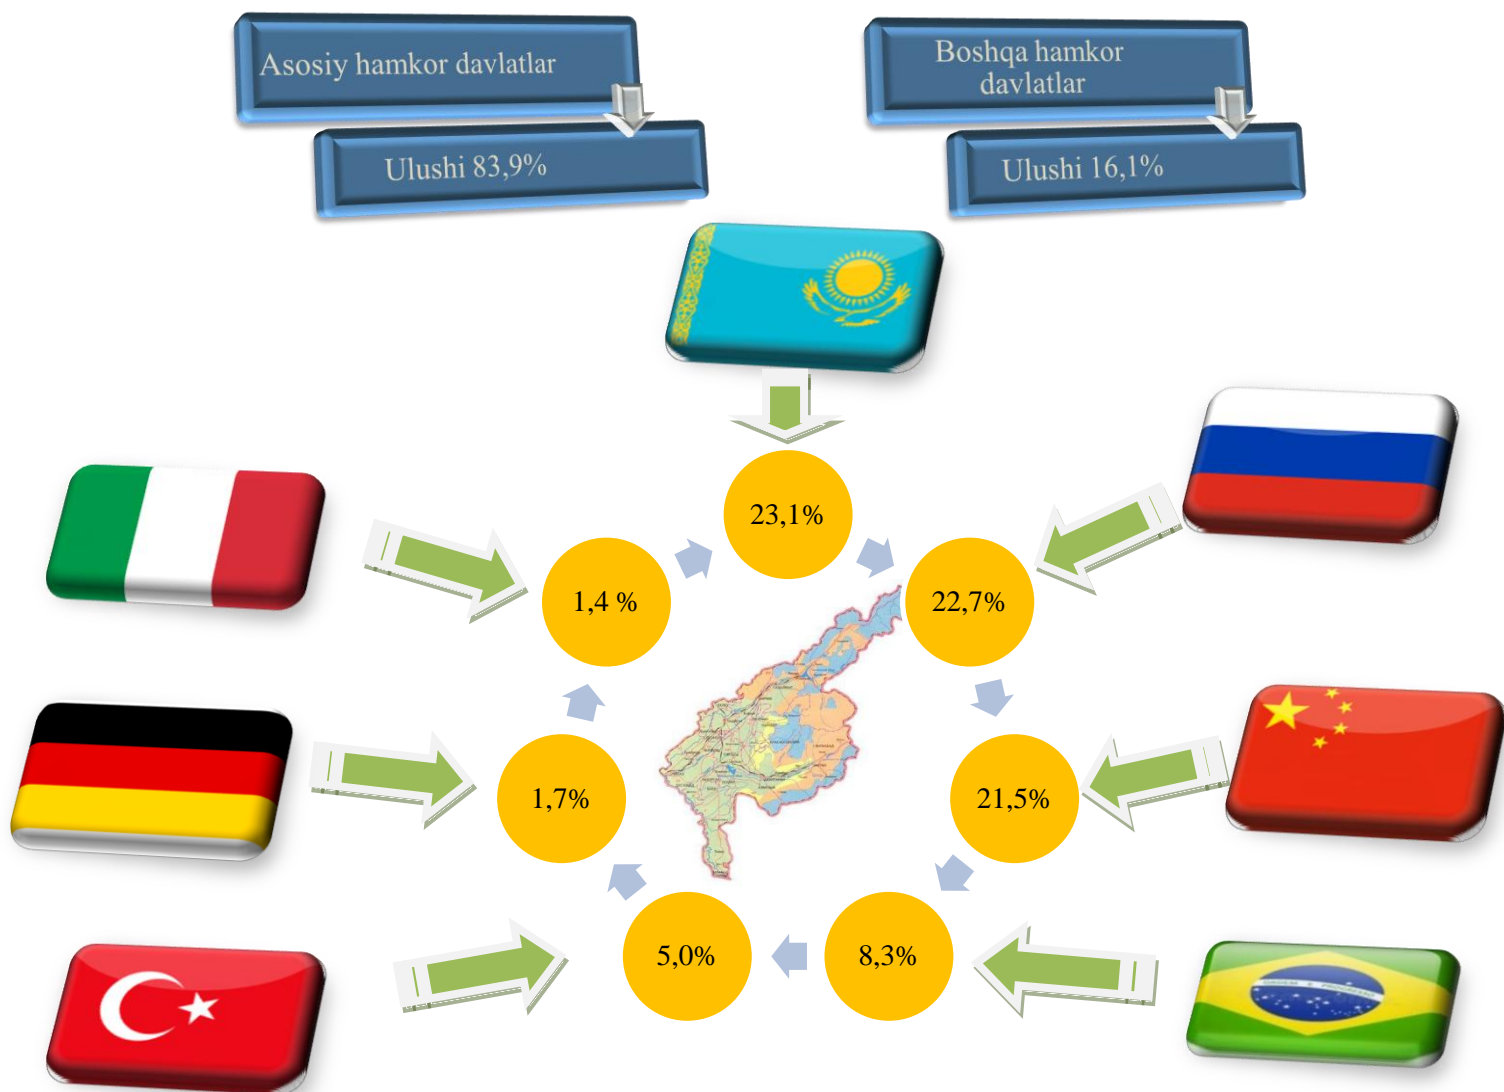 Asosiy hamkor davlatlar
Ulushi 83,9%
Boshqa hamkor
davlatlar
Ulushi 16,1%
23,1%
22,7%
21,5%
8,3%
5,0%
1,7%
1,4 %